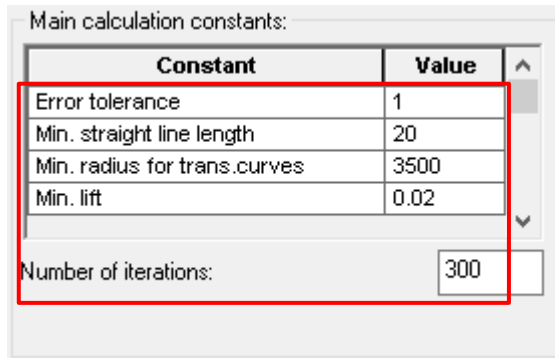 Main calculation constants:
Constant Value
Error tolerance 1
Min. straight line length 20
Min. radius for trans.curves 3500
Min. lift 0.02
Number of iterations: 300